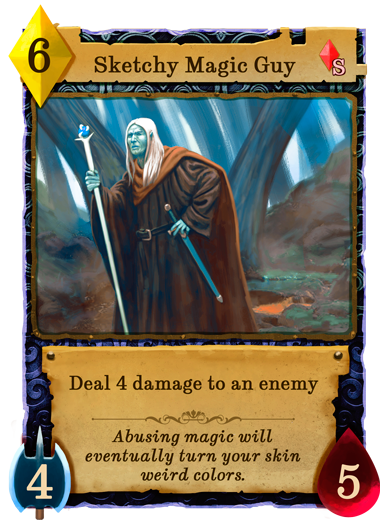 6
Sketchy Magic Guy
S
Deal 4 damage to an enemy
Abusing magic will
eventually turn your skin
weird colors.
4
5